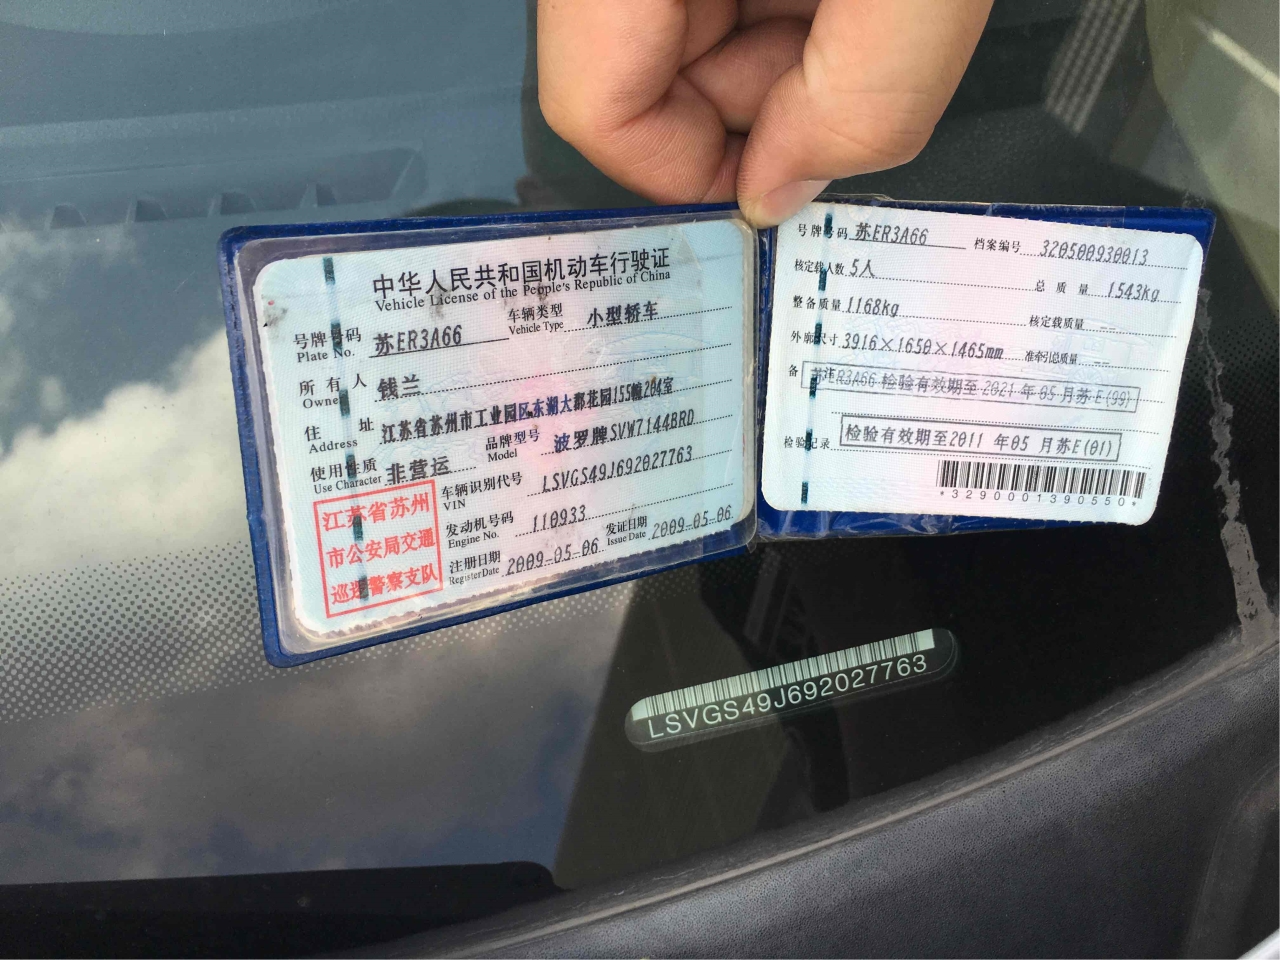 中华人民共和国机动车行驶证
Vehicle License of the People's Republic of China
号牌号码 Plate No. 苏ER3A66 车辆类型 Vehicle Type 小型轿车
所有人 Owner 钱兰
住址 Address 江苏省苏州市工业园区东湖大郡花园155幢204室
使用性质 Use Character 非营运 品牌型号 Model 波罗牌SVW7144BRD
车辆识别代号 VIN LSVGS49J692027763
发动机号码 Engine No. 110933
注册日期 Register Date 2009-05-06 发证日期 Issue Date 2009-05-06
江苏省苏州
市公安局交通
巡逻警察支队
号牌号码 苏ER3A66 档案编号 320500930013
核定载人数 5人 总质量 1543kg
整备质量 1168kg 核定载质量 --
外廓尺寸 3916×1650×1465mm 准牵引总质量 --
备注 苏ER3A66 检验有效期至 2021 年 05 月苏E(99)
检验记录 检验有效期至2011 年05 月苏E(01)
*3290001390550*
LSVGS49J692027763